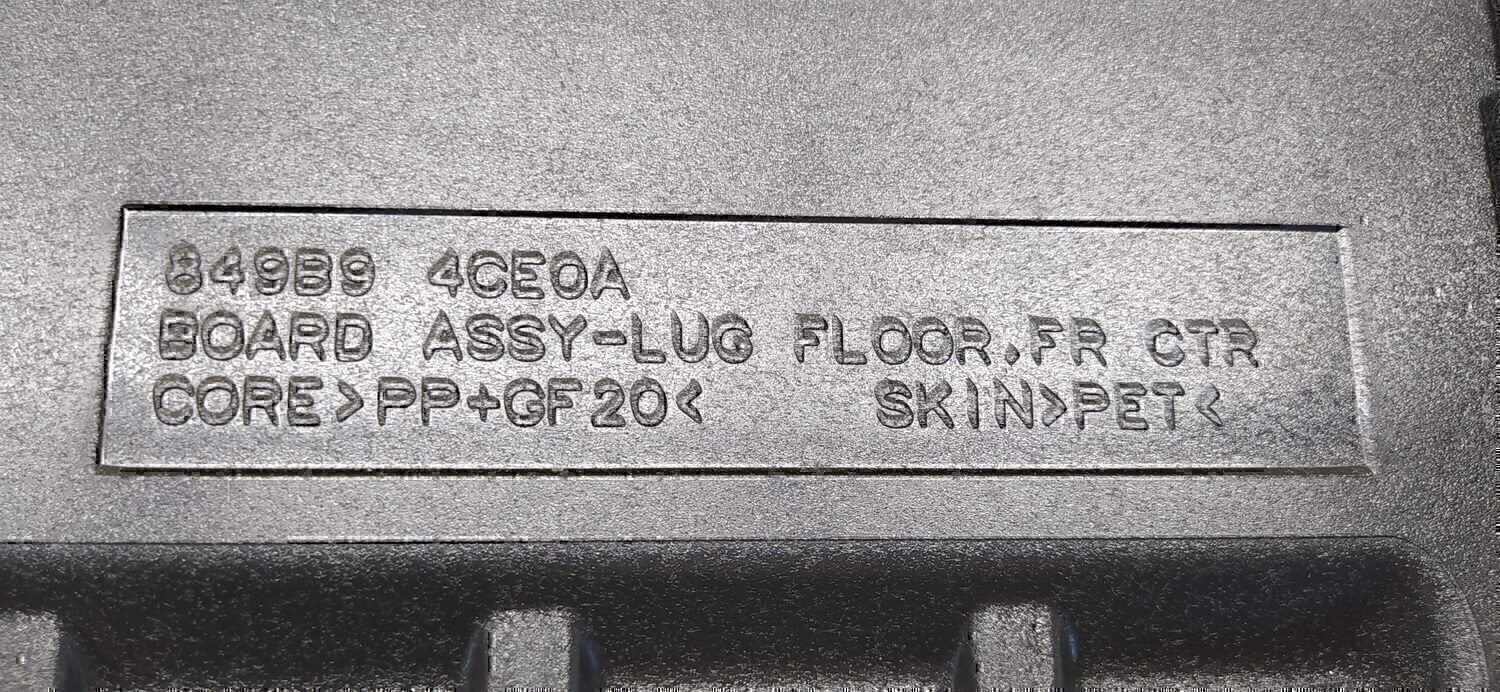 849B9 4CE0A
BOARD ASSY-LUG FLOOR,FR CTR
CORE>PP+GF20< SKIN>PET<